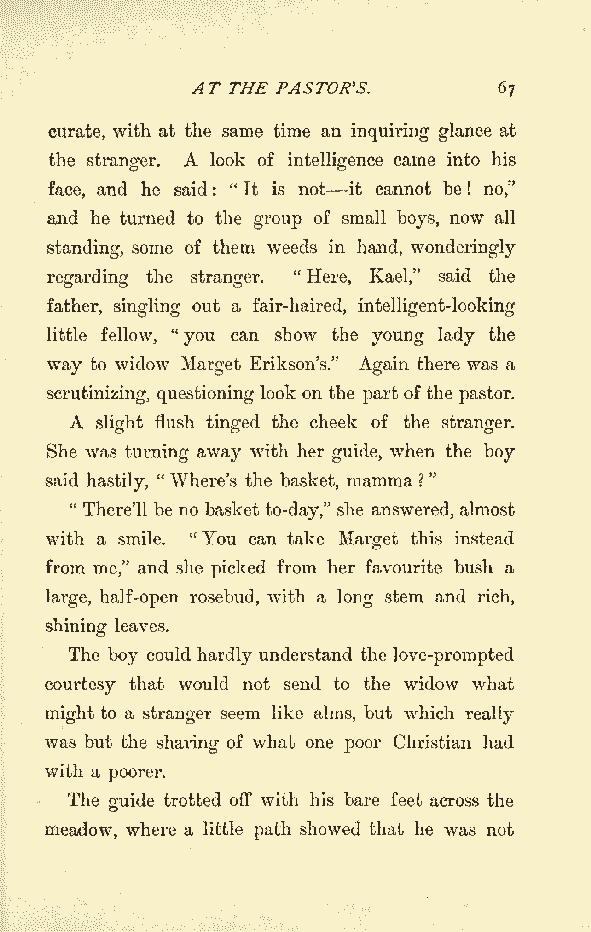 AT THE PASTOR'S. 67
curate, with at the same time an inquiring glance at
the stranger. A look of intelligence came into his
face, and he said: “It is not—it cannot be! no,”
and he turned to the group of small boys, now all
standing, some of them weeds in hand, wonderingly
regarding the stranger. “Here, Kael,” said the
father, singling out a fair-haired, intelligent-looking
little fellow, “you can show the young lady the
way to widow Marget Erikson's.” Again there was a
scrutinizing, questioning look on the part of the pastor.
A slight flush tinged the cheek of the stranger.
She was turning away with her guide, when the boy
said hastily, “Where's the basket, mamma?”
“There'll be no basket to-day,” she answered, almost
with a smile. “You can take Marget this instead
from me,” and she picked from her favourite bush a
large, half-open rosebud, with a long stem and rich,
shining leaves.
The boy could hardly understand the love-prompted
courtesy that would not send to the widow what
might to a stranger seem like alms, but which really
was but the sharing of what one poor Christian had
with a poorer.
The guide trotted off with his bare feet across the
meadow, where a little path showed that he was not